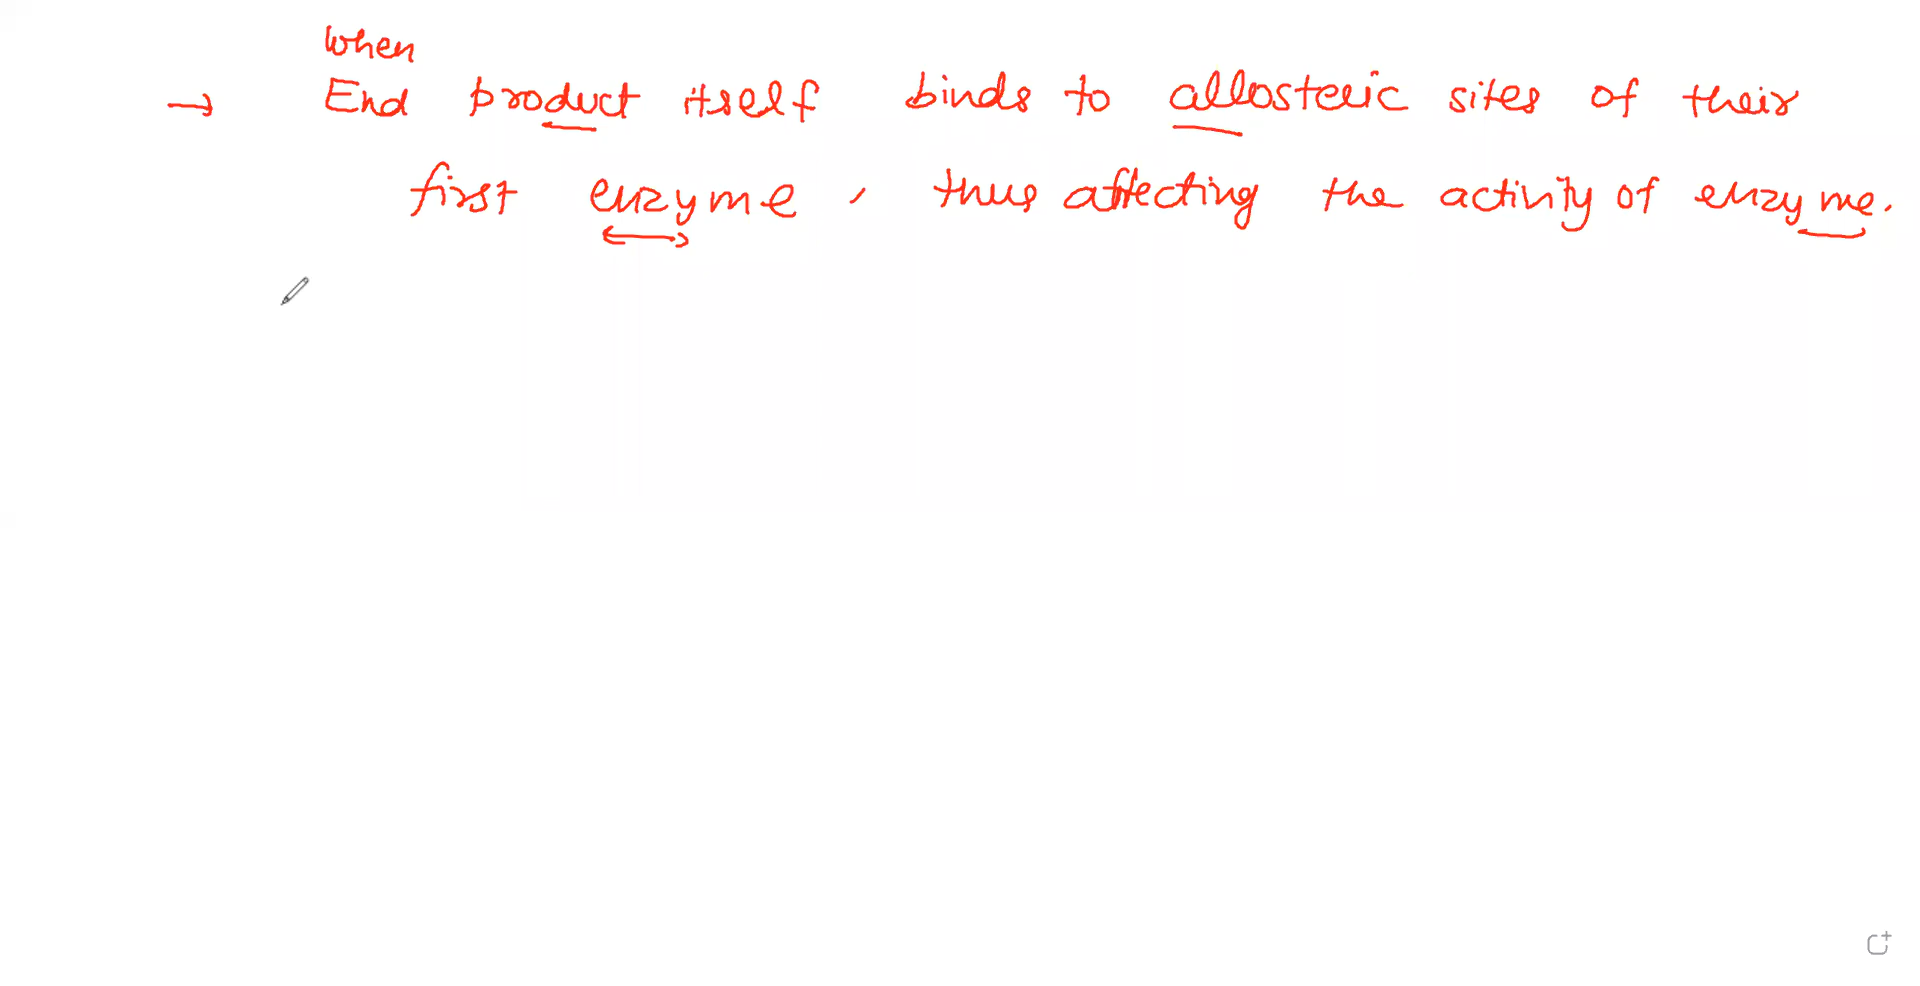 When
→ End product itself binds to allosteric sites of their
first enzyme, thus affecting the activity of enzyme.